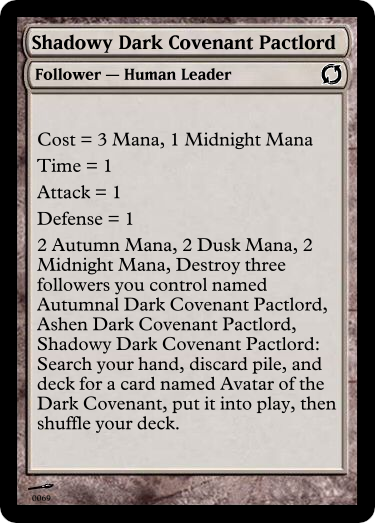 Shadowy Dark Covenant Pactlord
Follower — Human Leader
Cost = 3 Mana, 1 Midnight Mana
Time = 1
Attack = 1
Defense = 1
2 Autumn Mana, 2 Dusk Mana, 2
Midnight Mana, Destroy three
followers you control named
Autumnal Dark Covenant Pactlord,
Ashen Dark Covenant Pactlord,
Shadowy Dark Covenant Pactlord:
Search your hand, discard pile, and
deck for a card named Avatar of the
Dark Covenant, put it into play, then
shuffle your deck.
0069